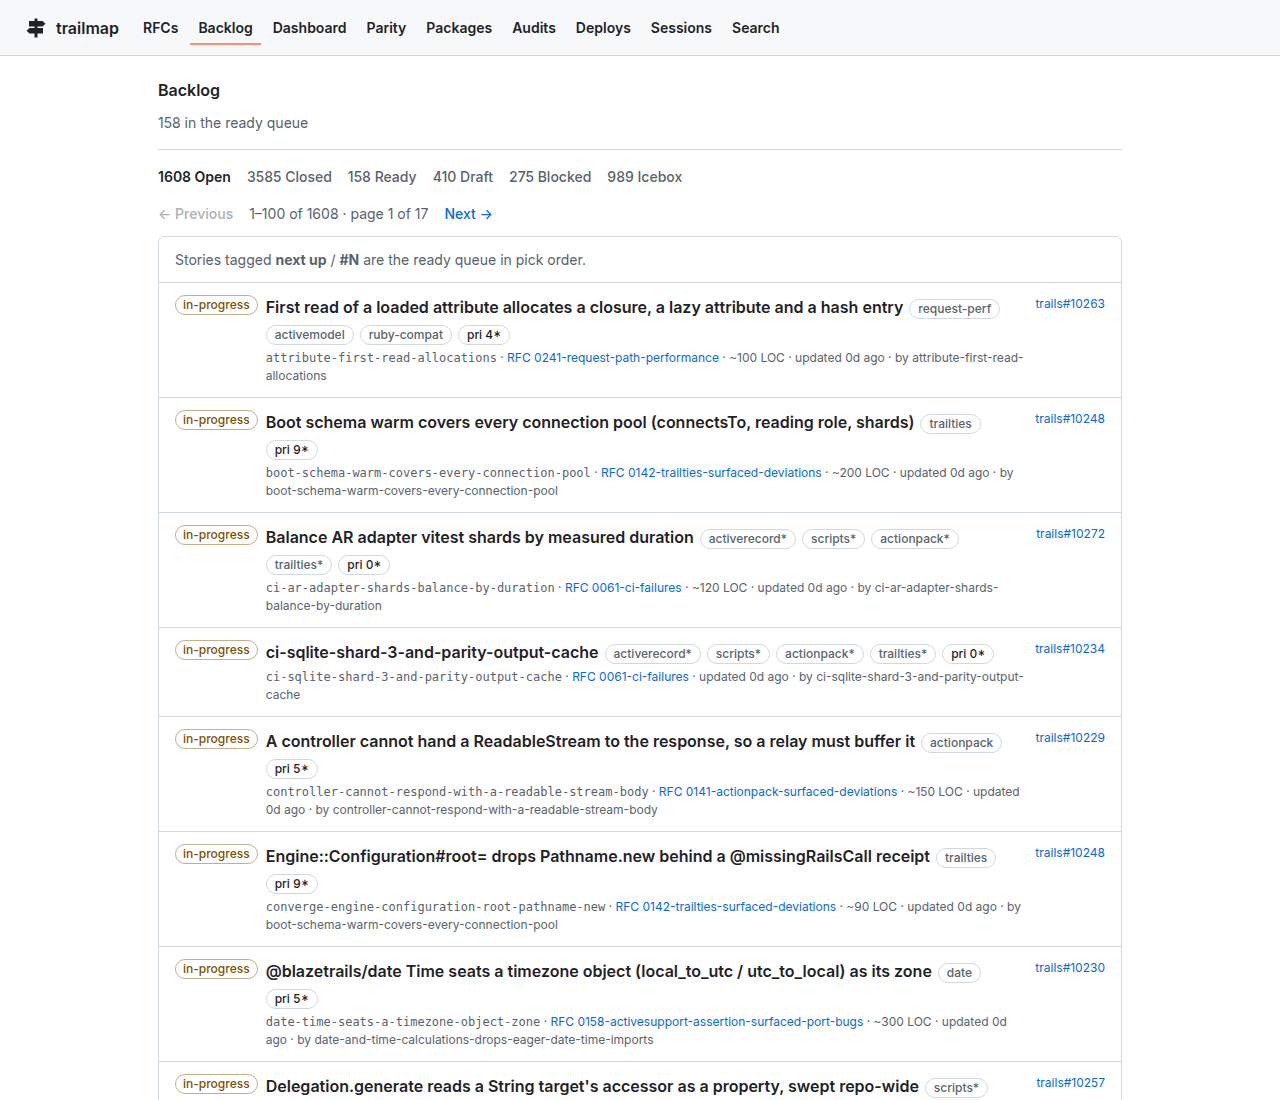 trailmap RFCs Backlog Dashboard Parity Packages Audits Deploys Sessions Search
Backlog
158 in the ready queue
1608 Open 3585 Closed 158 Ready 410 Draft 275 Blocked 989 Icebox
← Previous 1–100 of 1608 · page 1 of 17 Next →
Stories tagged next up / #N are the ready queue in pick order.
in-progress First read of a loaded attribute allocates a closure, a lazy attribute and a hash entry request-perf trails#10263
activemodel ruby-compat pri 4*
attribute-first-read-allocations · RFC 0241-request-path-performance · ~100 LOC · updated 0d ago · by attribute-first-read-
allocations
in-progress Boot schema warm covers every connection pool (connectsTo, reading role, shards) trailties trails#10248
pri 9*
boot-schema-warm-covers-every-connection-pool · RFC 0142-trailties-surfaced-deviations · ~200 LOC · updated 0d ago · by
boot-schema-warm-covers-every-connection-pool
in-progress Balance AR adapter vitest shards by measured duration activerecord* scripts* actionpack* trails#10272
trailties* pri 0*
ci-ar-adapter-shards-balance-by-duration · RFC 0061-ci-failures · ~120 LOC · updated 0d ago · by ci-ar-adapter-shards-
balance-by-duration
in-progress ci-sqlite-shard-3-and-parity-output-cache activerecord* scripts* actionpack* trailties* pri 0* trails#10234
ci-sqlite-shard-3-and-parity-output-cache · RFC 0061-ci-failures · updated 0d ago · by ci-sqlite-shard-3-and-parity-output-
cache
in-progress A controller cannot hand a ReadableStream to the response, so a relay must buffer it actionpack trails#10229
pri 5*
controller-cannot-respond-with-a-readable-stream-body · RFC 0141-actionpack-surfaced-deviations · ~150 LOC · updated
0d ago · by controller-cannot-respond-with-a-readable-stream-body
in-progress Engine::Configuration#root= drops Pathname.new behind a @missingRailsCall receipt trailties trails#10248
pri 9*
converge-engine-configuration-root-pathname-new · RFC 0142-trailties-surfaced-deviations · ~90 LOC · updated 0d ago · by
boot-schema-warm-covers-every-connection-pool
in-progress @blazetrails/date Time seats a timezone object (local_to_utc / utc_to_local) as its zone date trails#10230
pri 5*
date-time-seats-a-timezone-object-zone · RFC 0158-activesupport-assertion-surfaced-port-bugs · ~300 LOC · updated 0d
ago · by date-and-time-calculations-drops-eager-date-time-imports
in-progress Delegation.generate reads a String target's accessor as a property, swept repo-wide scripts* trails#10257